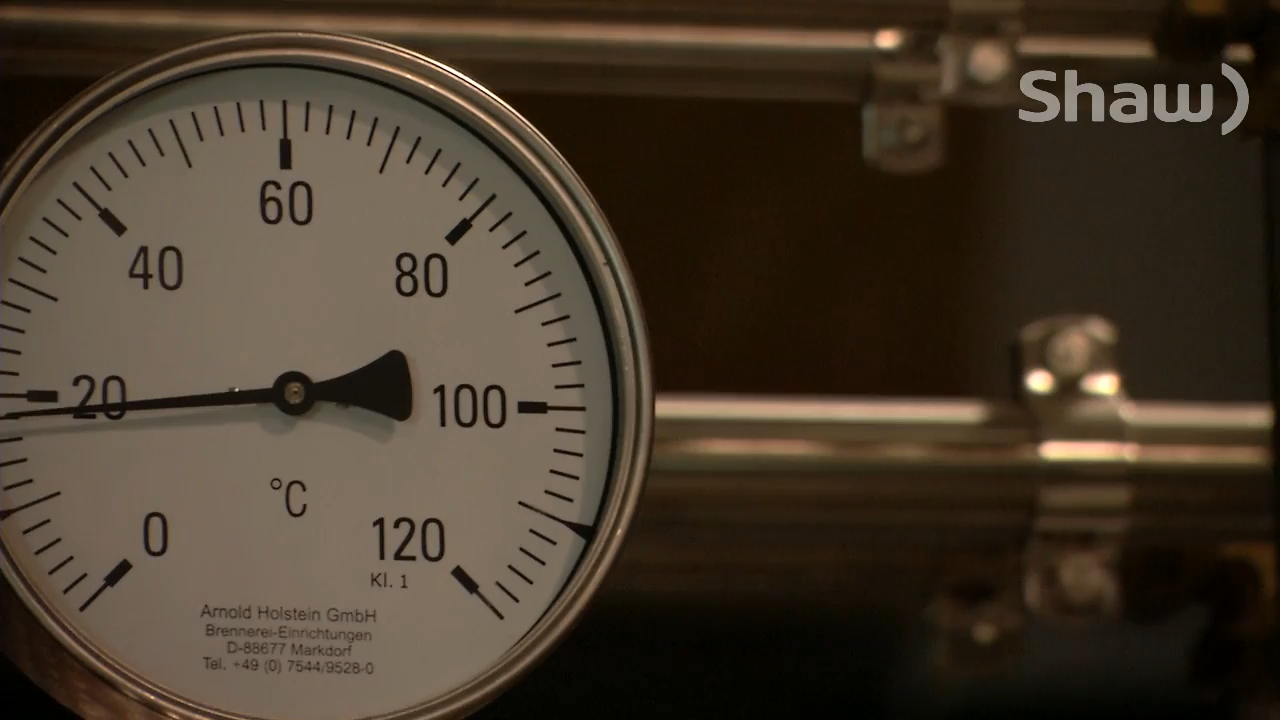 Shaw)
60
40
80
20
100
°C
0
120
Kl. 1
Arnold Holstein GmbH
Brennerei-Einrichtungen
D-88677 Markdorf
Tel. +49 (0) 7544/9528-0